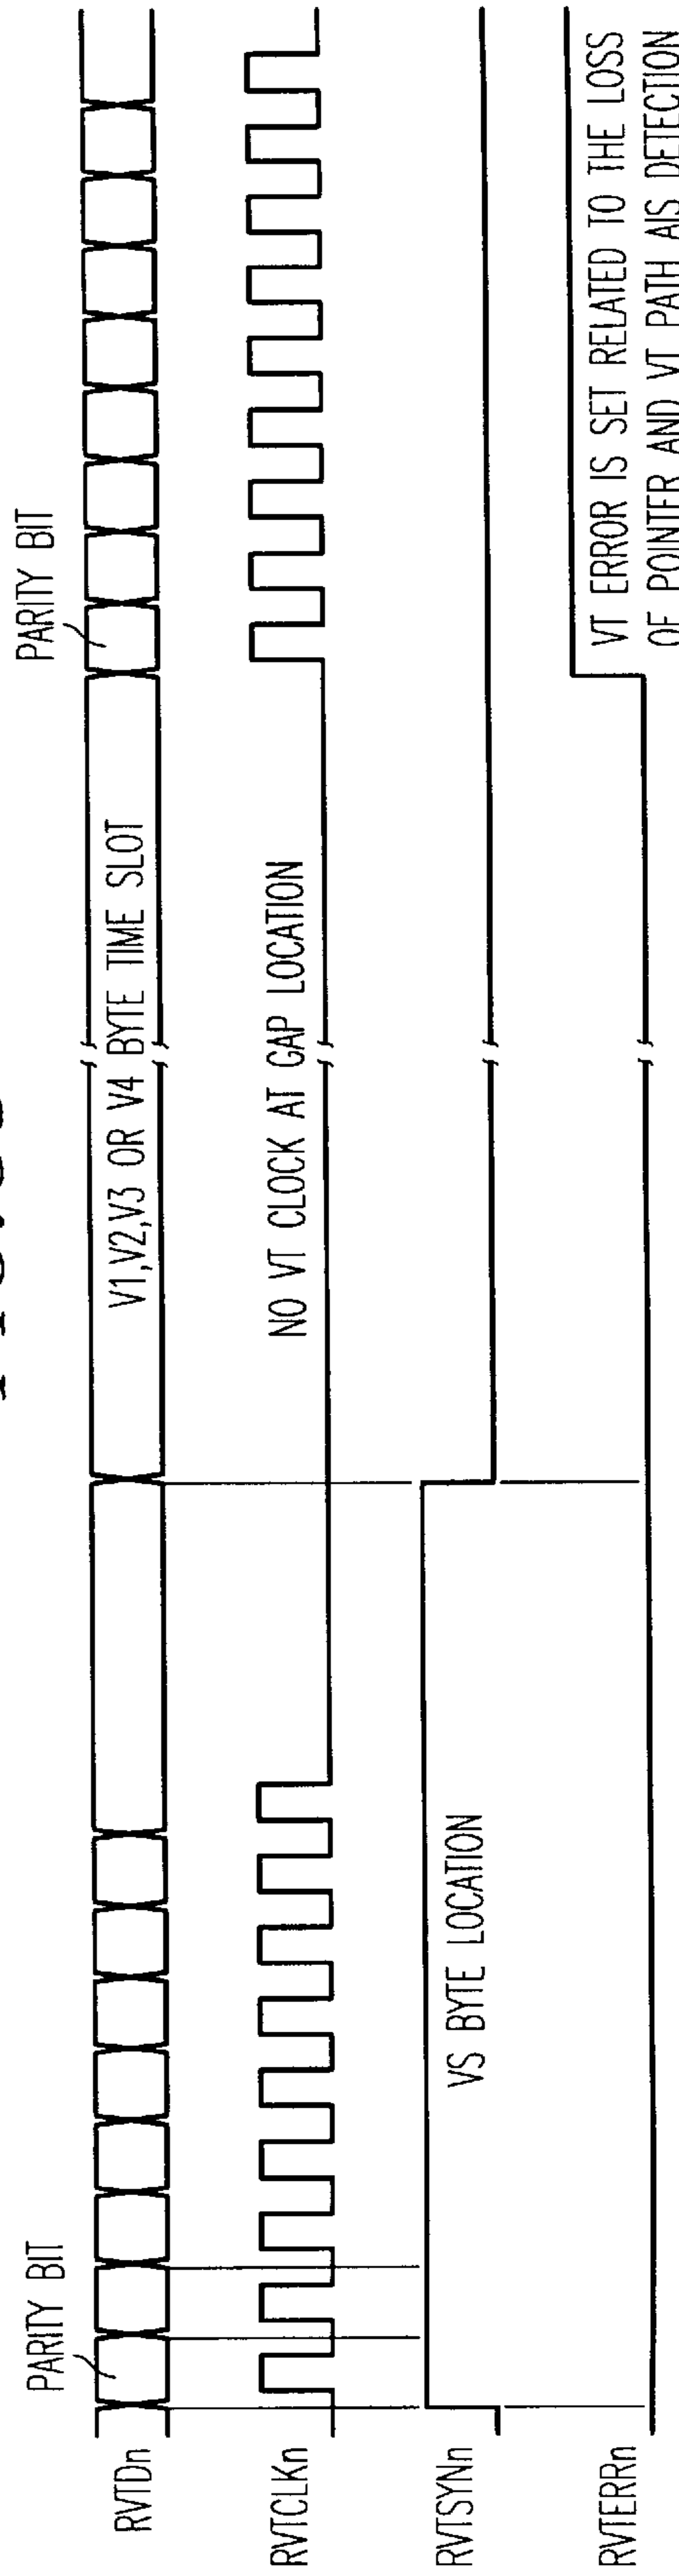 PARITY BIT
PARITY BIT
RVTDn
V1,V2,V3 OR V4 BYTE TIME SLOT
RVTCLKn
NO VT CLOCK AT GAP LOCATION
RVTSYNn
VS BYTE LOCATION
RVTERRn
VT ERROR IS SET RELATED TO THE LOSS
OF POINTER AND VT PATH AIS DETECTION